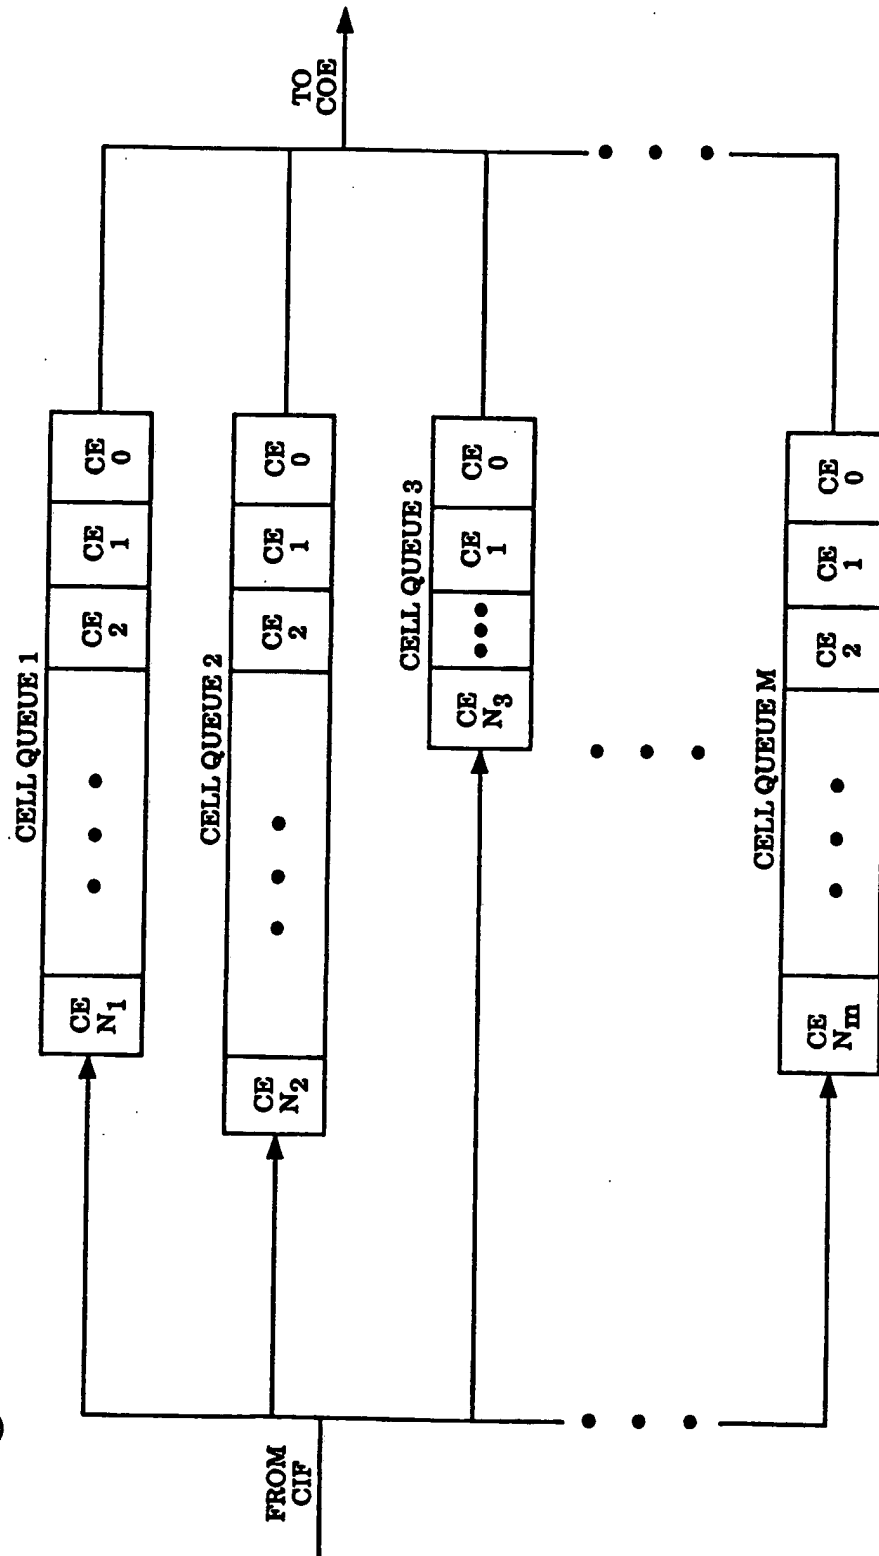 CELL QUEUE 1
CE
N1
CE
2
CE
1
CE
0
CELL QUEUE 2
CE
N2
CE
2
CE
1
CE
0
FROM
CIF
TO
COE
CELL QUEUE 3
CE
N3
CE
1
CE
0
CELL QUEUE M
CE
Nm
CE
2
CE
1
CE
0